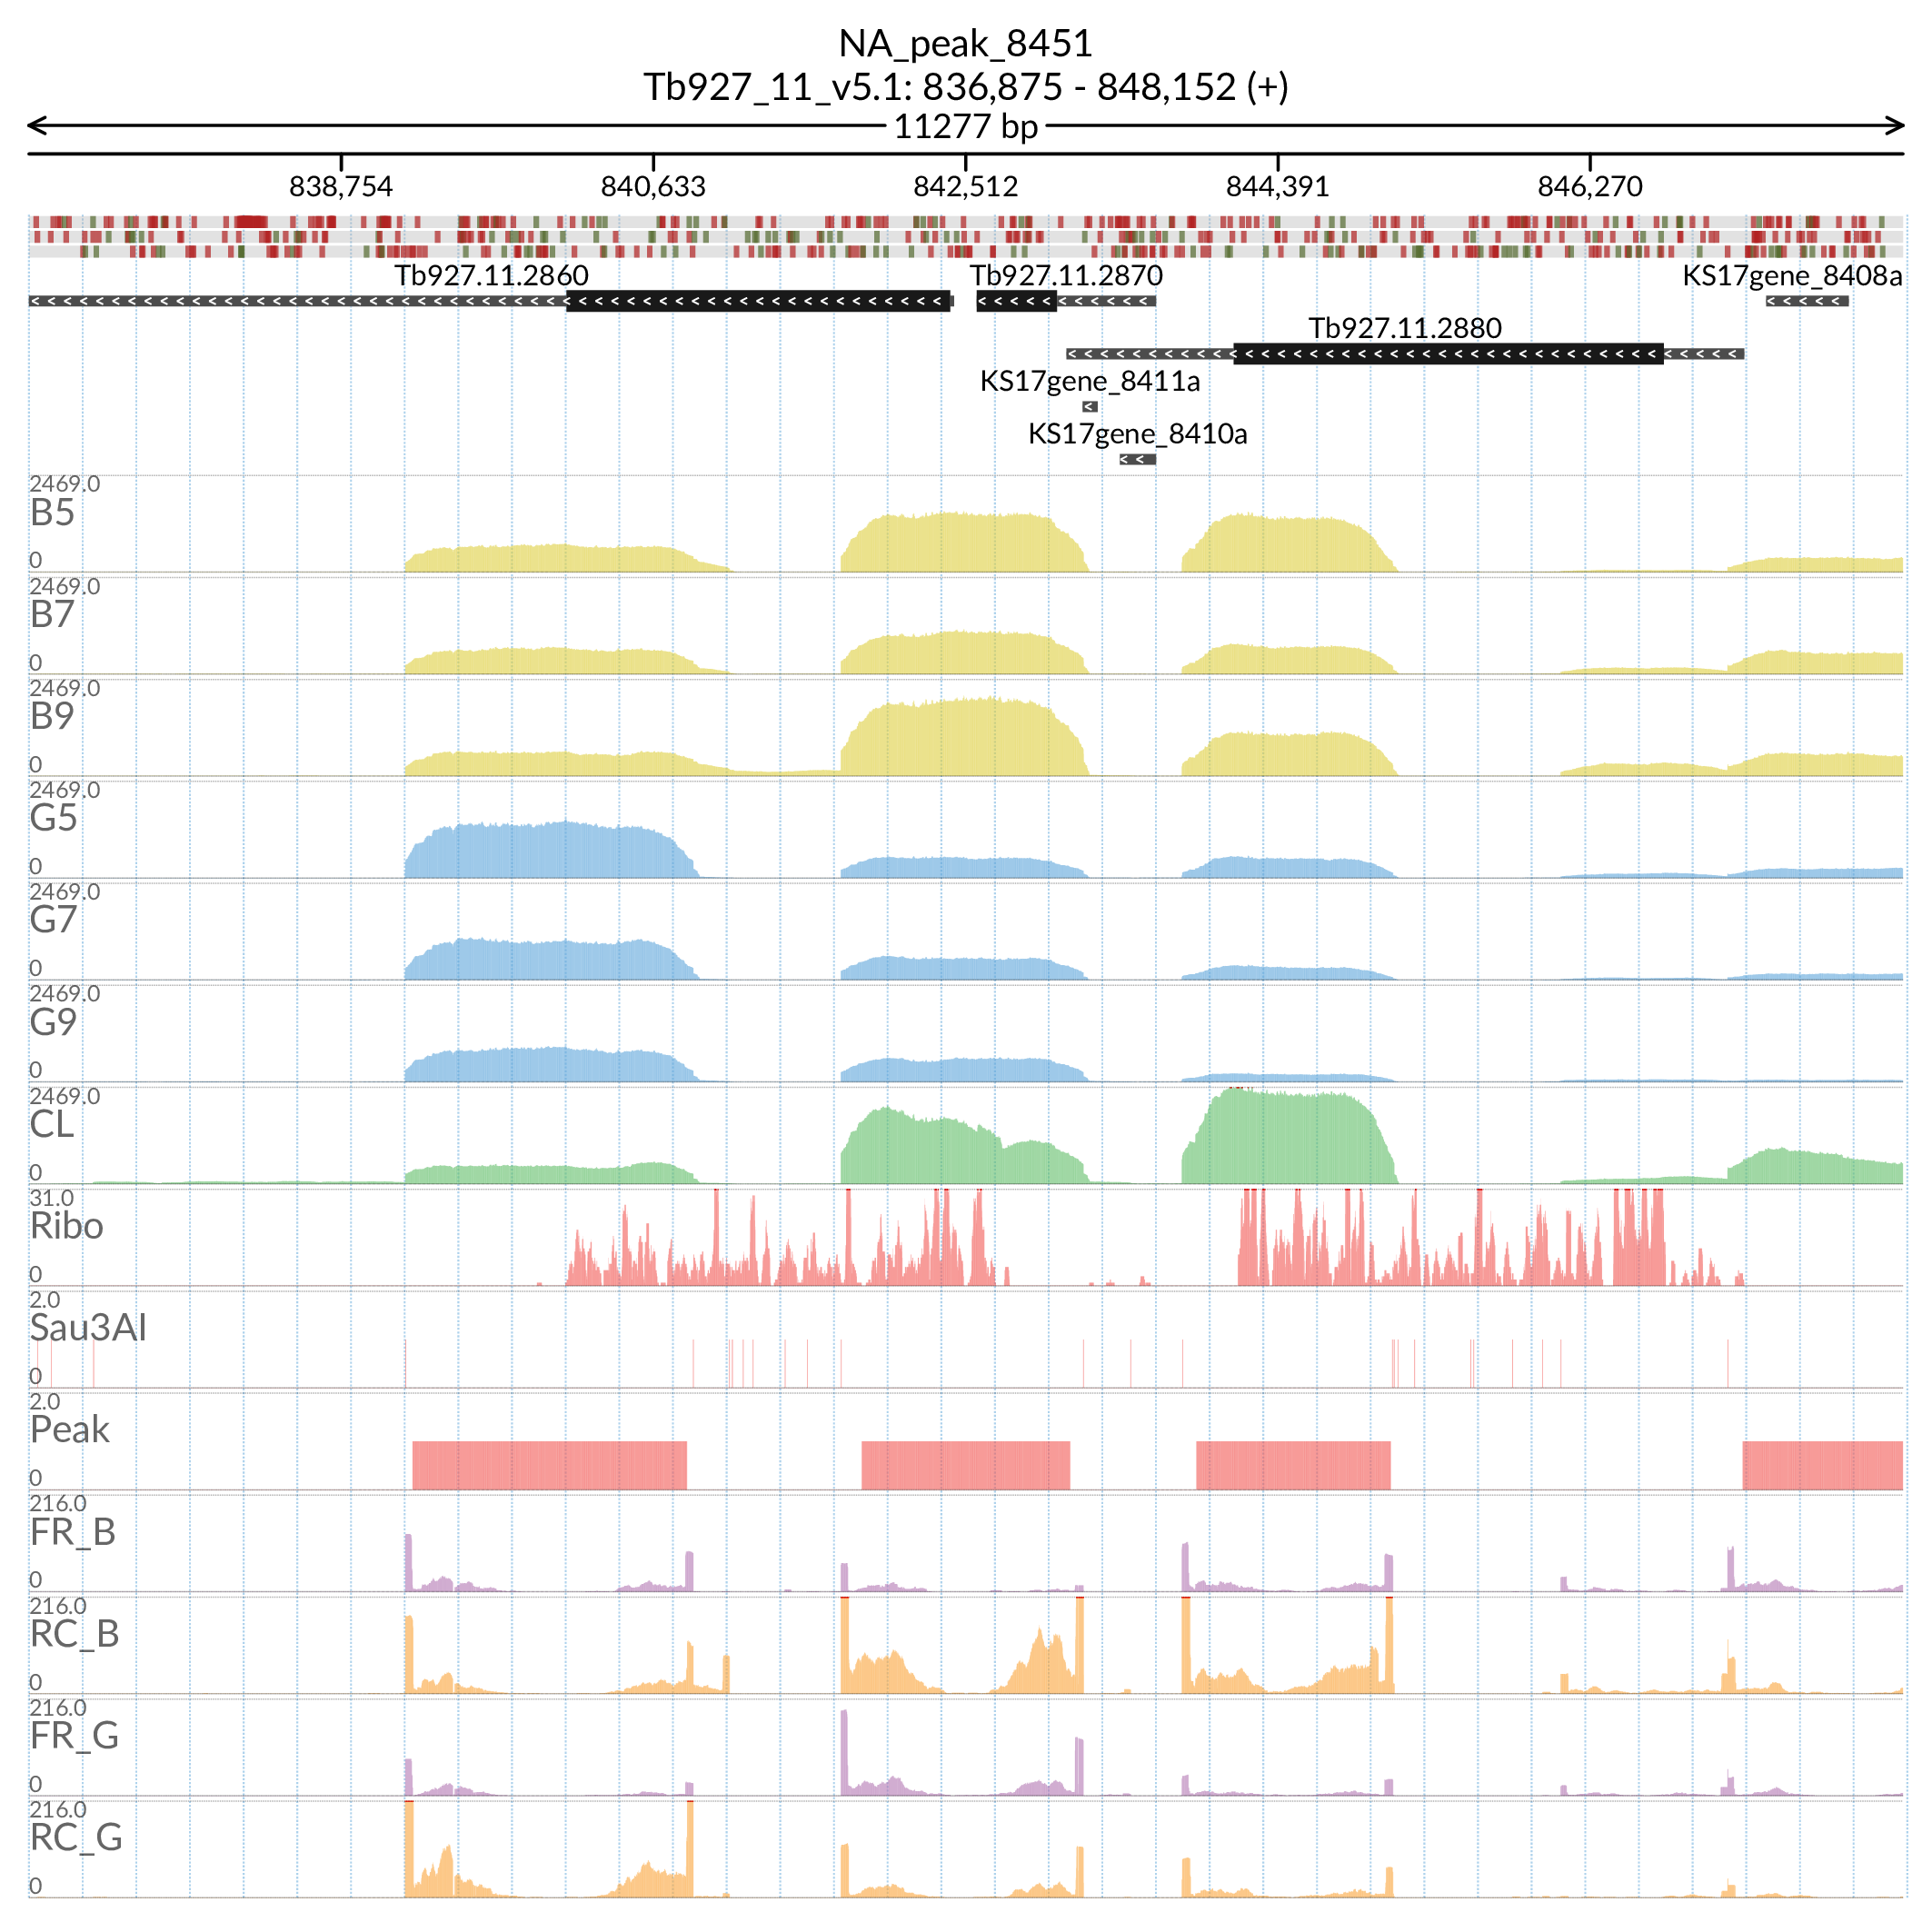 NA_peak_8451
Tb927_11_v5.1: 836,875 - 848,152 (+)
11277 bp
838,754 840,633 842,512 844,391 846,270
Tb927.11.2860 Tb927.11.2870 KS17gene_8408a
Tb927.11.2880
KS17gene_8411a
KS17gene_8410a
2469.0
B5
0
2469.0
B7
0
2469.0
B9
0
2469.0
G5
0
2469.0
G7
0
2469.0
G9
0
2469.0
CL
0
31.0
Ribo
0
2.0
Sau3AI
0
2.0
Peak
0
216.0
FR_B
0
216.0
RC_B
0
216.0
FR_G
0
216.0
RC_G
0